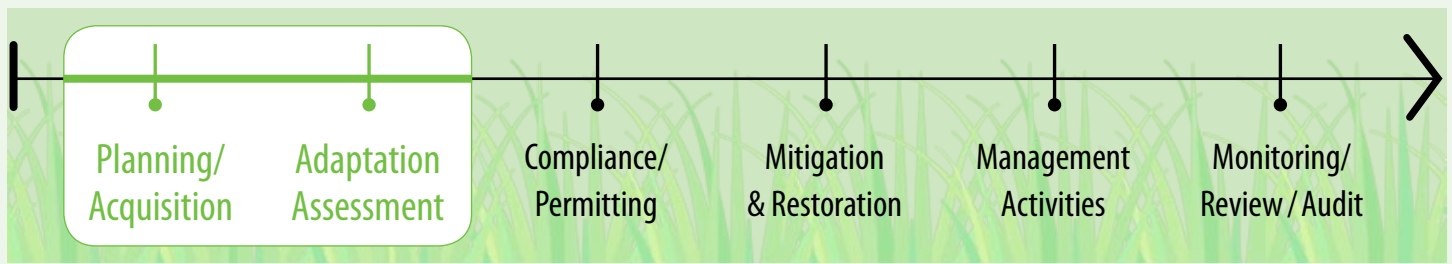 Planning/
Acquisition
Adaptation
Assessment
Compliance/
Permitting
Mitigation
& Restoration
Management
Activities
Monitoring/
Review / Audit